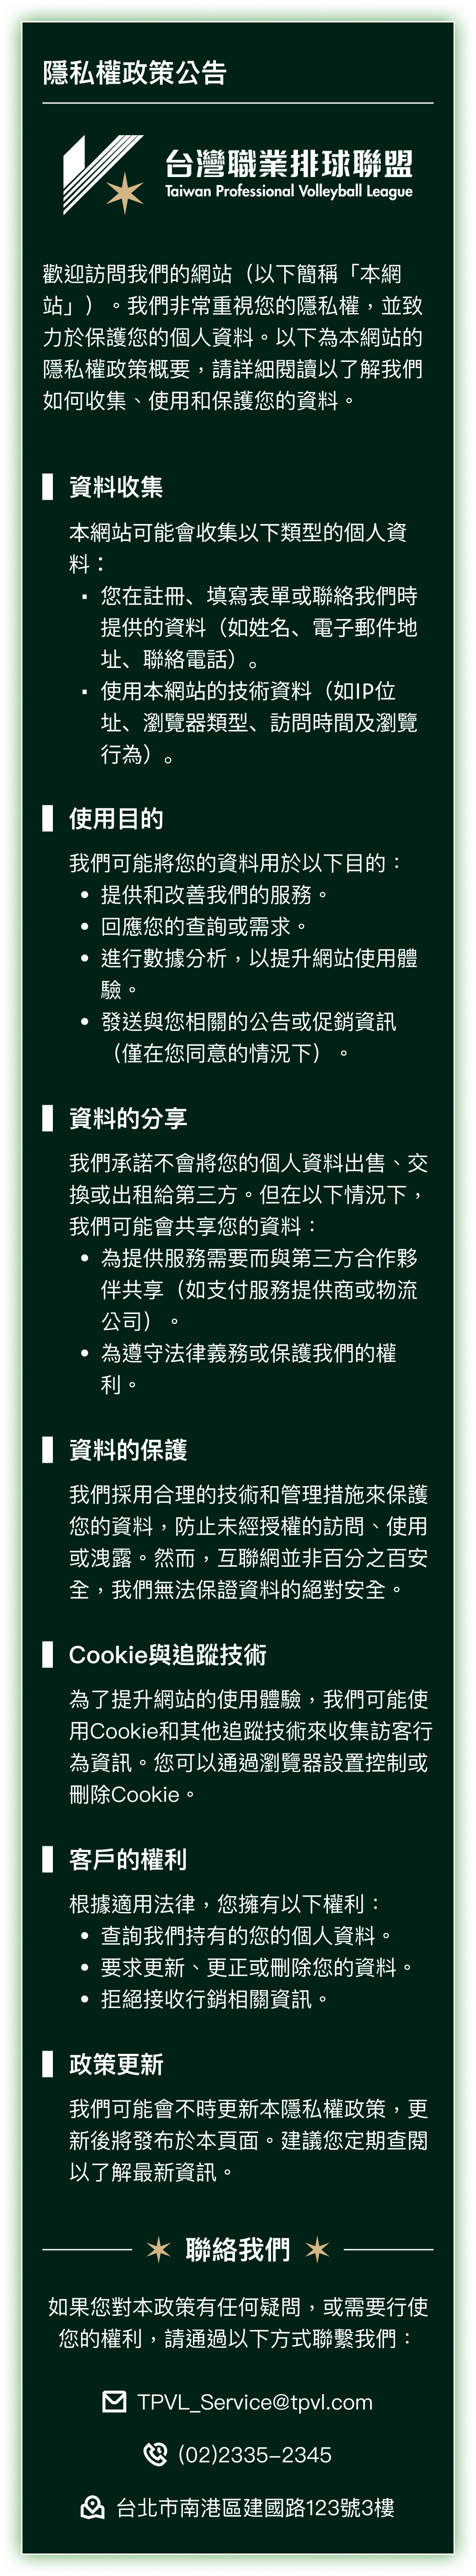 隱私權政策公告
台灣職業排球聯盟
Taiwan Professional Volleyball League
歡迎訪問我們的網站（以下簡稱「本網
站」）。我們非常重視您的隱私權，並致
力於保護您的個人資料。以下為本網站的
隱私權政策概要，請詳細閱讀以了解我們
如何收集、使用和保護您的資料。
資料收集
本網站可能會收集以下類型的個人資
料：
▪ 您在註冊、填寫表單或聯絡我們時
提供的資料（如姓名、電子郵件地
址、聯絡電話）。
▪ 使用本網站的技術資料（如IP位
址、瀏覽器類型、訪問時間及瀏覽
行為）。
使用目的
我們可能將您的資料用於以下目的：
• 提供和改善我們的服務。
• 回應您的查詢或需求。
• 進行數據分析，以提升網站使用體
驗。
• 發送與您相關的公告或促銷資訊
（僅在您同意的情況下）。
資料的分享
我們承諾不會將您的個人資料出售、交
換或出租給第三方。但在以下情況下，
我們可能會共享您的資料：
• 為提供服務需要而與第三方合作夥
伴共享（如支付服務提供商或物流
公司）。
• 為遵守法律義務或保護我們的權
利。
資料的保護
我們採用合理的技術和管理措施來保護
您的資料，防止未經授權的訪問、使用
或洩露。然而，互聯網並非百分之百安
全，我們無法保證資料的絕對安全。
Cookie與追蹤技術
為了提升網站的使用體驗，我們可能使
用Cookie和其他追蹤技術來收集訪客行
為資訊。您可以通過瀏覽器設置控制或
刪除Cookie。
客戶的權利
根據適用法律，您擁有以下權利：
• 查詢我們持有的您的個人資料。
• 要求更新、更正或刪除您的資料。
• 拒絕接收行銷相關資訊。
政策更新
我們可能會不時更新本隱私權政策，更
新後將發布於本頁面。建議您定期查閱
以了解最新資訊。
聯絡我們
如果您對本政策有任何疑問，或需要行使
您的權利，請通過以下方式聯繫我們：
TPVL_Service@tpvl.com
(02)2335-2345
台北市南港區建國路123號3樓